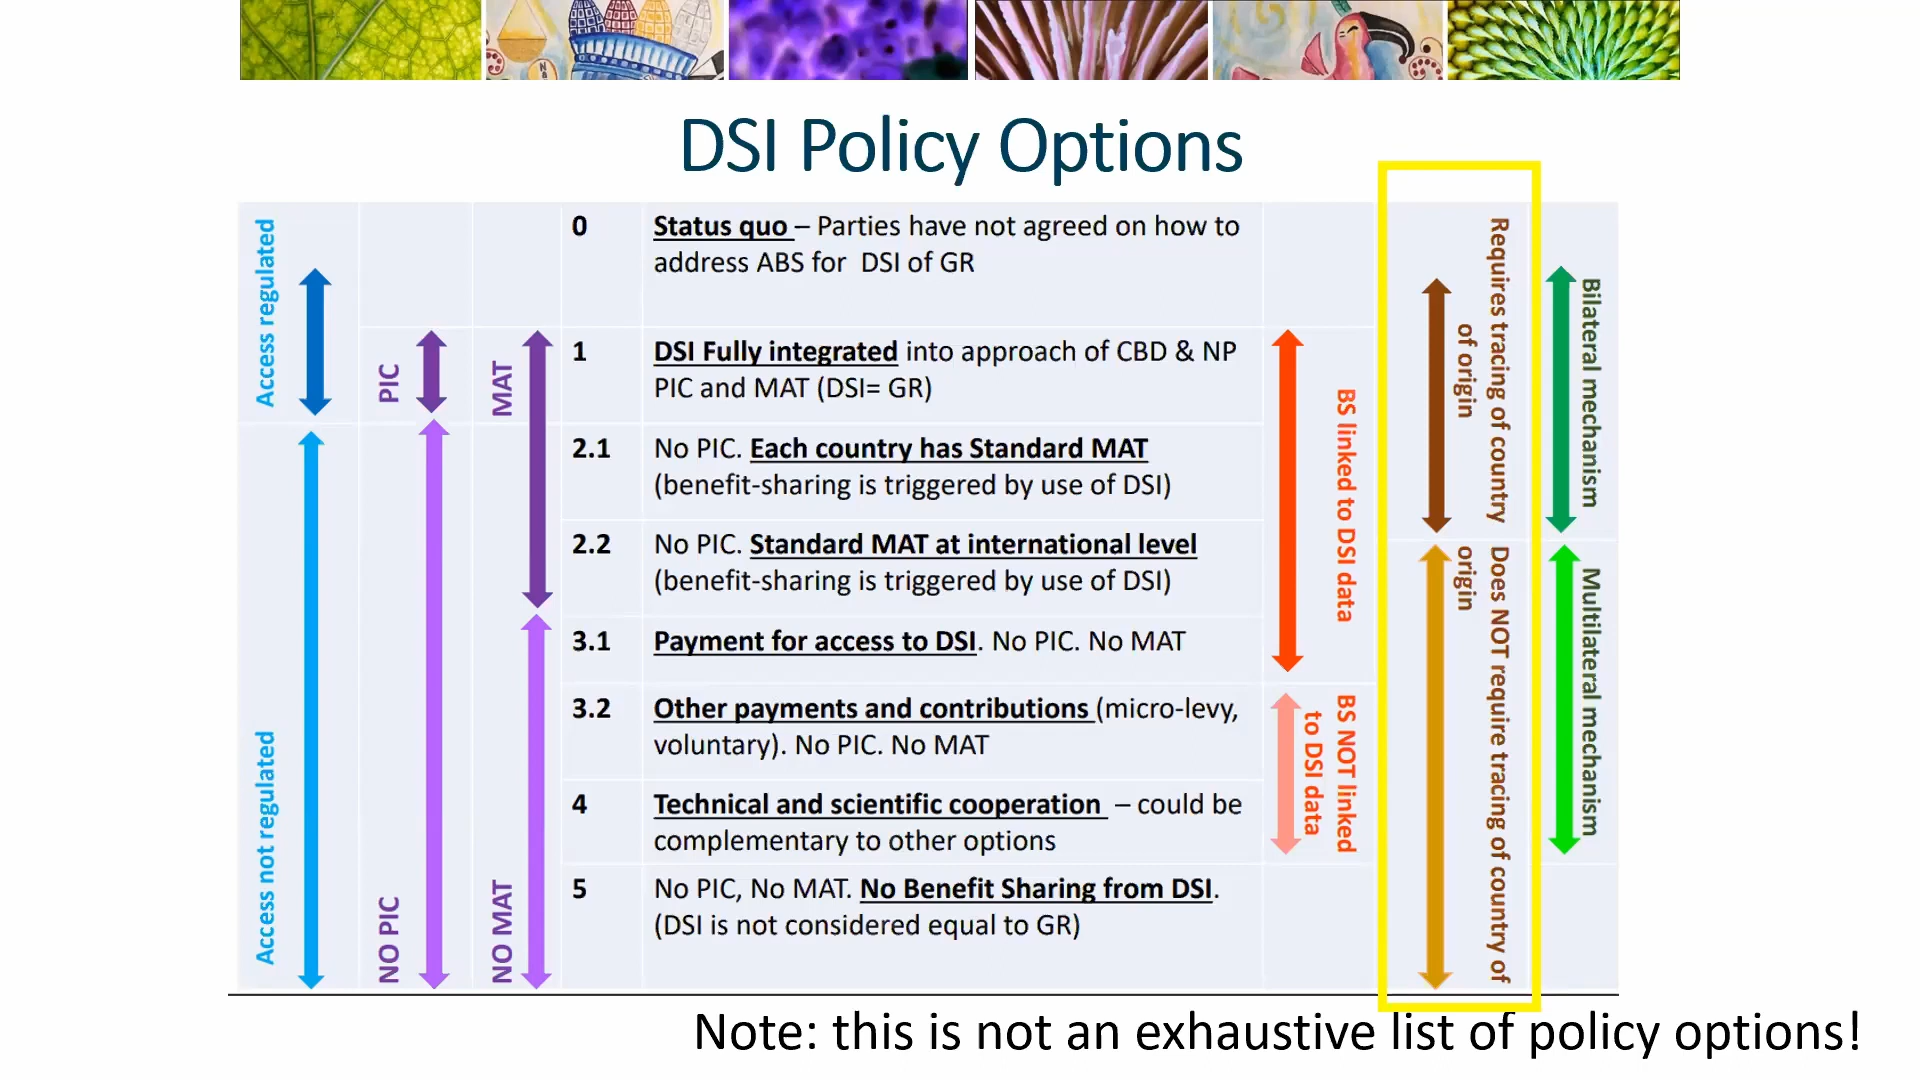 DSI Policy Options
Access regulated
Access not regulated
PIC
NO PIC
MAT
NO MAT
0
Status quo – Parties have not agreed on how to
address ABS for DSI of GR
1
DSI Fully integrated into approach of CBD & NP
PIC and MAT (DSI= GR)
2.1
No PIC. Each country has Standard MAT
(benefit-sharing is triggered by use of DSI)
2.2
No PIC. Standard MAT at international level
(benefit-sharing is triggered by use of DSI)
3.1
Payment for access to DSI. No PIC. No MAT
3.2
Other payments and contributions (micro-levy,
voluntary). No PIC. No MAT
4
Technical and scientific cooperation – could be
complementary to other options
5
No PIC, No MAT. No Benefit Sharing from DSI.
(DSI is not considered equal to GR)
BS linked to DSI data
BS NOT linked
to DSI data
Requires tracing of country
of origin
Does NOT require tracing of country of
origin
Bilateral mechanism
Multilateral mechanism
Note: this is not an exhaustive list of policy options!